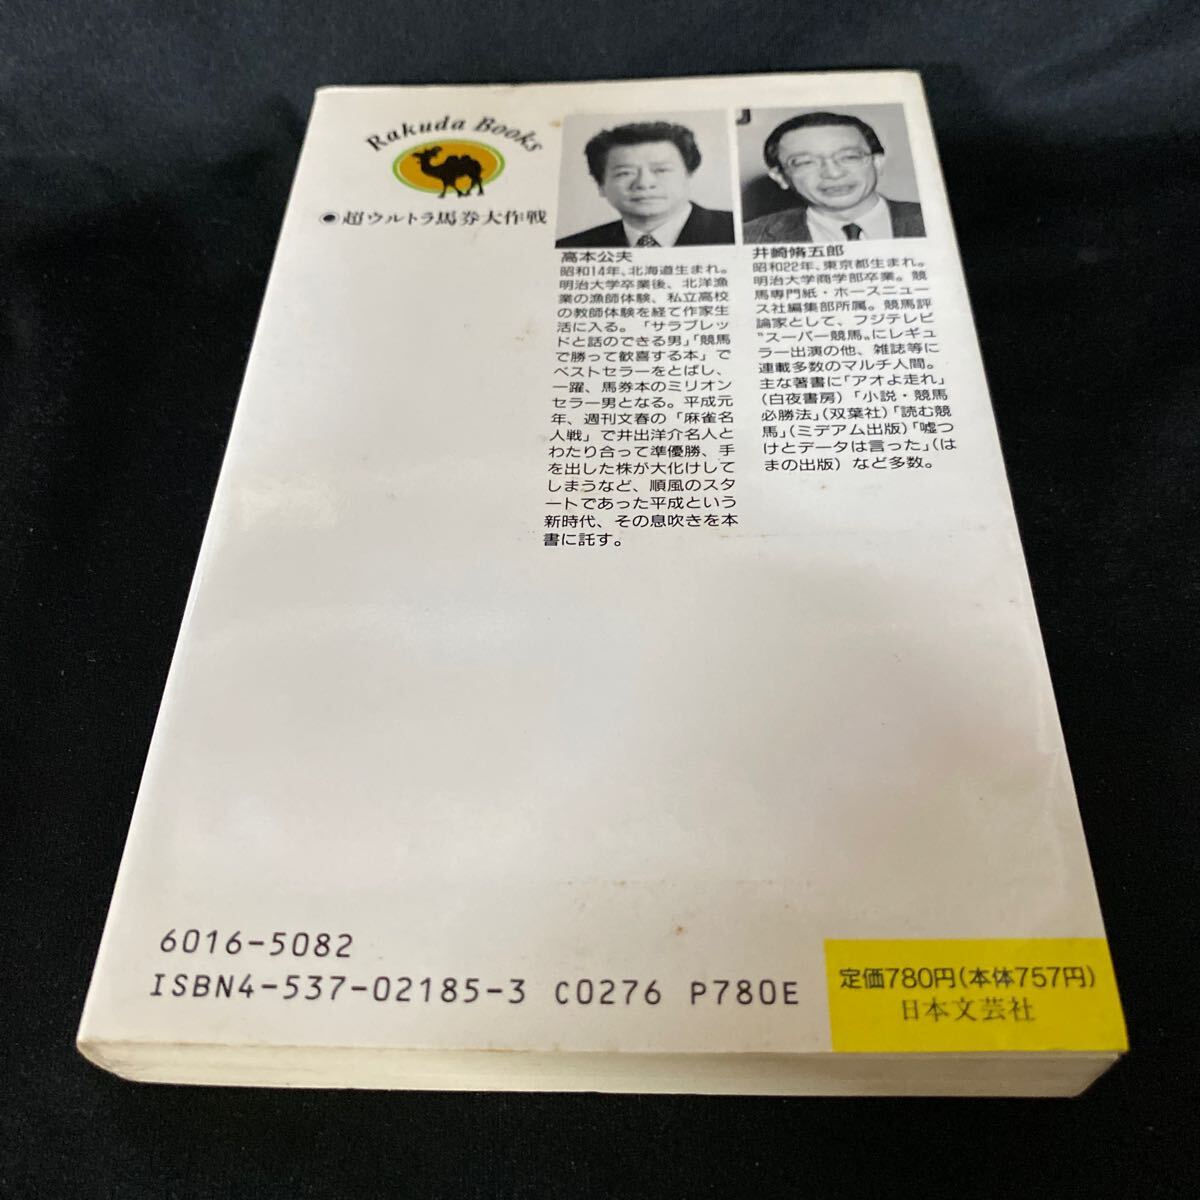 Rakuda Books
●超ウルトラ馬券大作戦
高本公夫
昭和14年、北海道生まれ。
明治大学卒業後、北洋漁
業の漁師体験、私立高校
の教師体験を経て作家生
活に入る。「サラブレッ
ドと話のできる男」「競馬
で勝って歓喜する本」で
ベストセラーをとばし、
一躍、馬券本のミリオン
セラー男となる。平成元
年、週刊文春の「麻雀名
人戦」で井出洋介名人と
わたり合って準優勝、手
を出した株が大化けして
しまうなど、順風のスタ
ートであった平成という
新時代、その息吹きを本
書に託す。
井崎脩五郎
昭和22年、東京都生まれ。
明治大学商学部卒業。競
馬専門紙・ホースニュー
ス社編集部所属。競馬評
論家として、フジテレビ
"スーパー競馬"にレギュ
ラー出演の他、雑誌等に
連載多数のマルチ人間。
主な著書に「アオよ走れ」
(白夜書房)「小説・競馬
必勝法」(双葉社)「読む競
馬」(ミデアム出版)「嘘つ
けとデータは言った」(は
まの出版) など多数。
6016-5082
ISBN4-537-02185-3 C0276 P780E
定価780円(本体757円)
日本文芸社